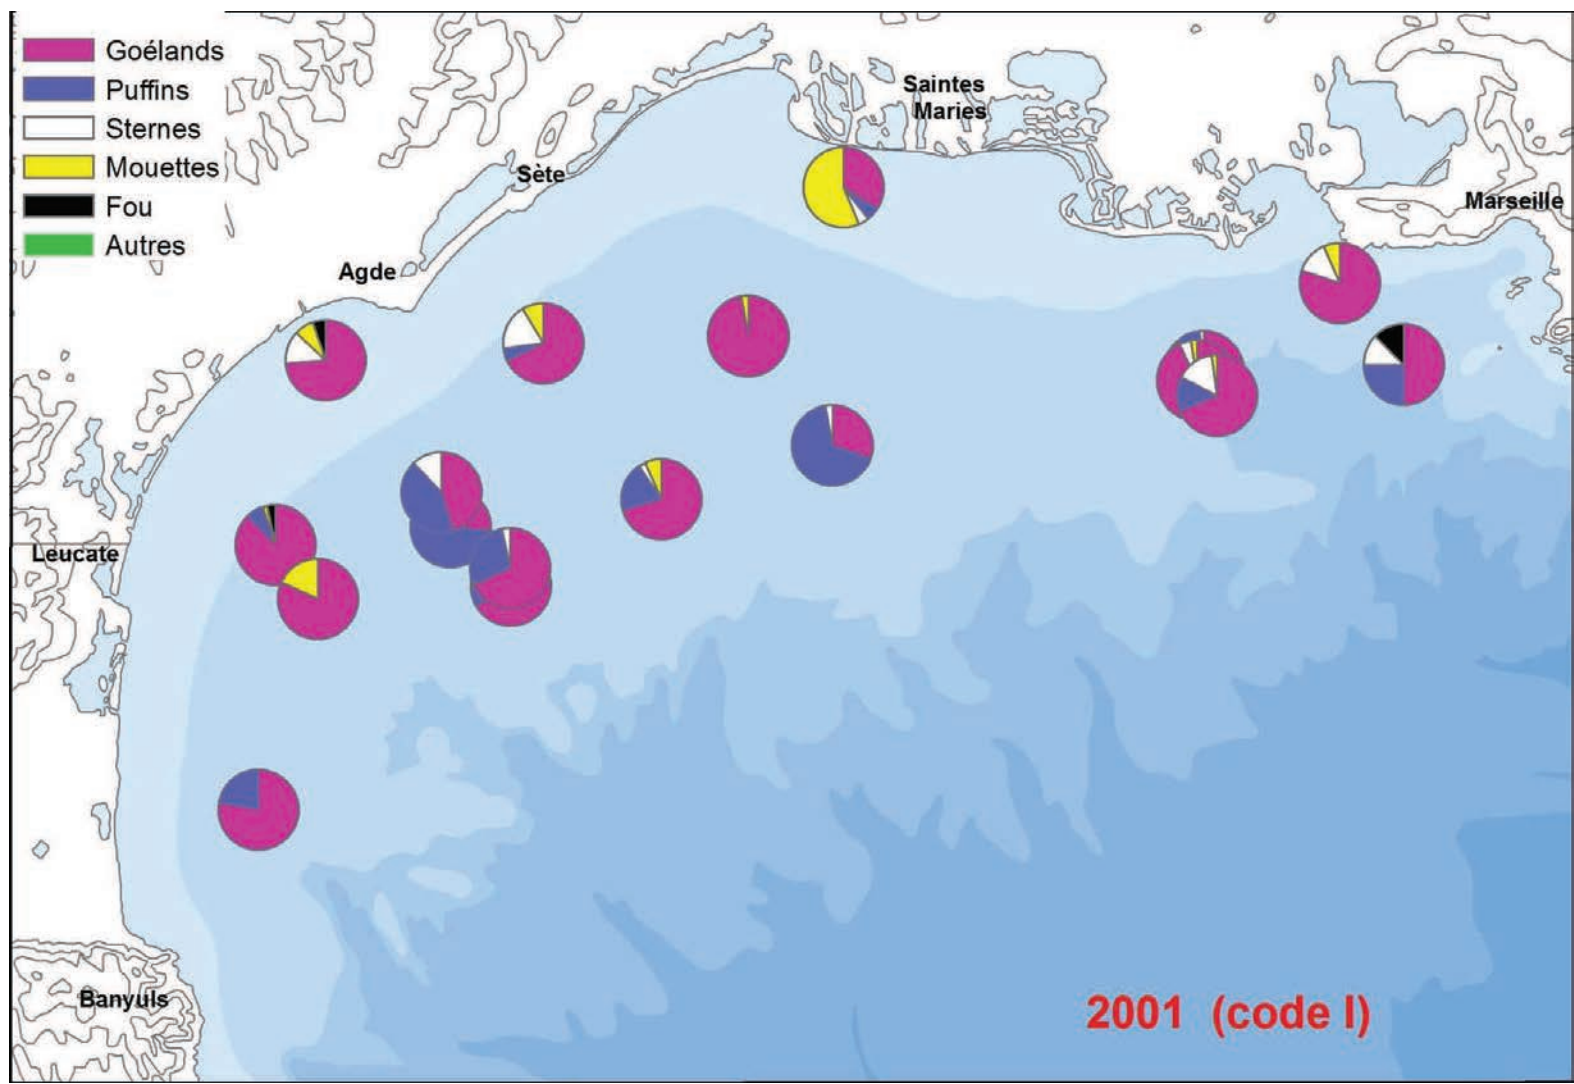 Goélands
Puffins
Sternes
Mouettes
Fou
Autres
Saintes
Maries
Sète
Marseille
Agde
Leucate
Banyuls
2001 (code I)